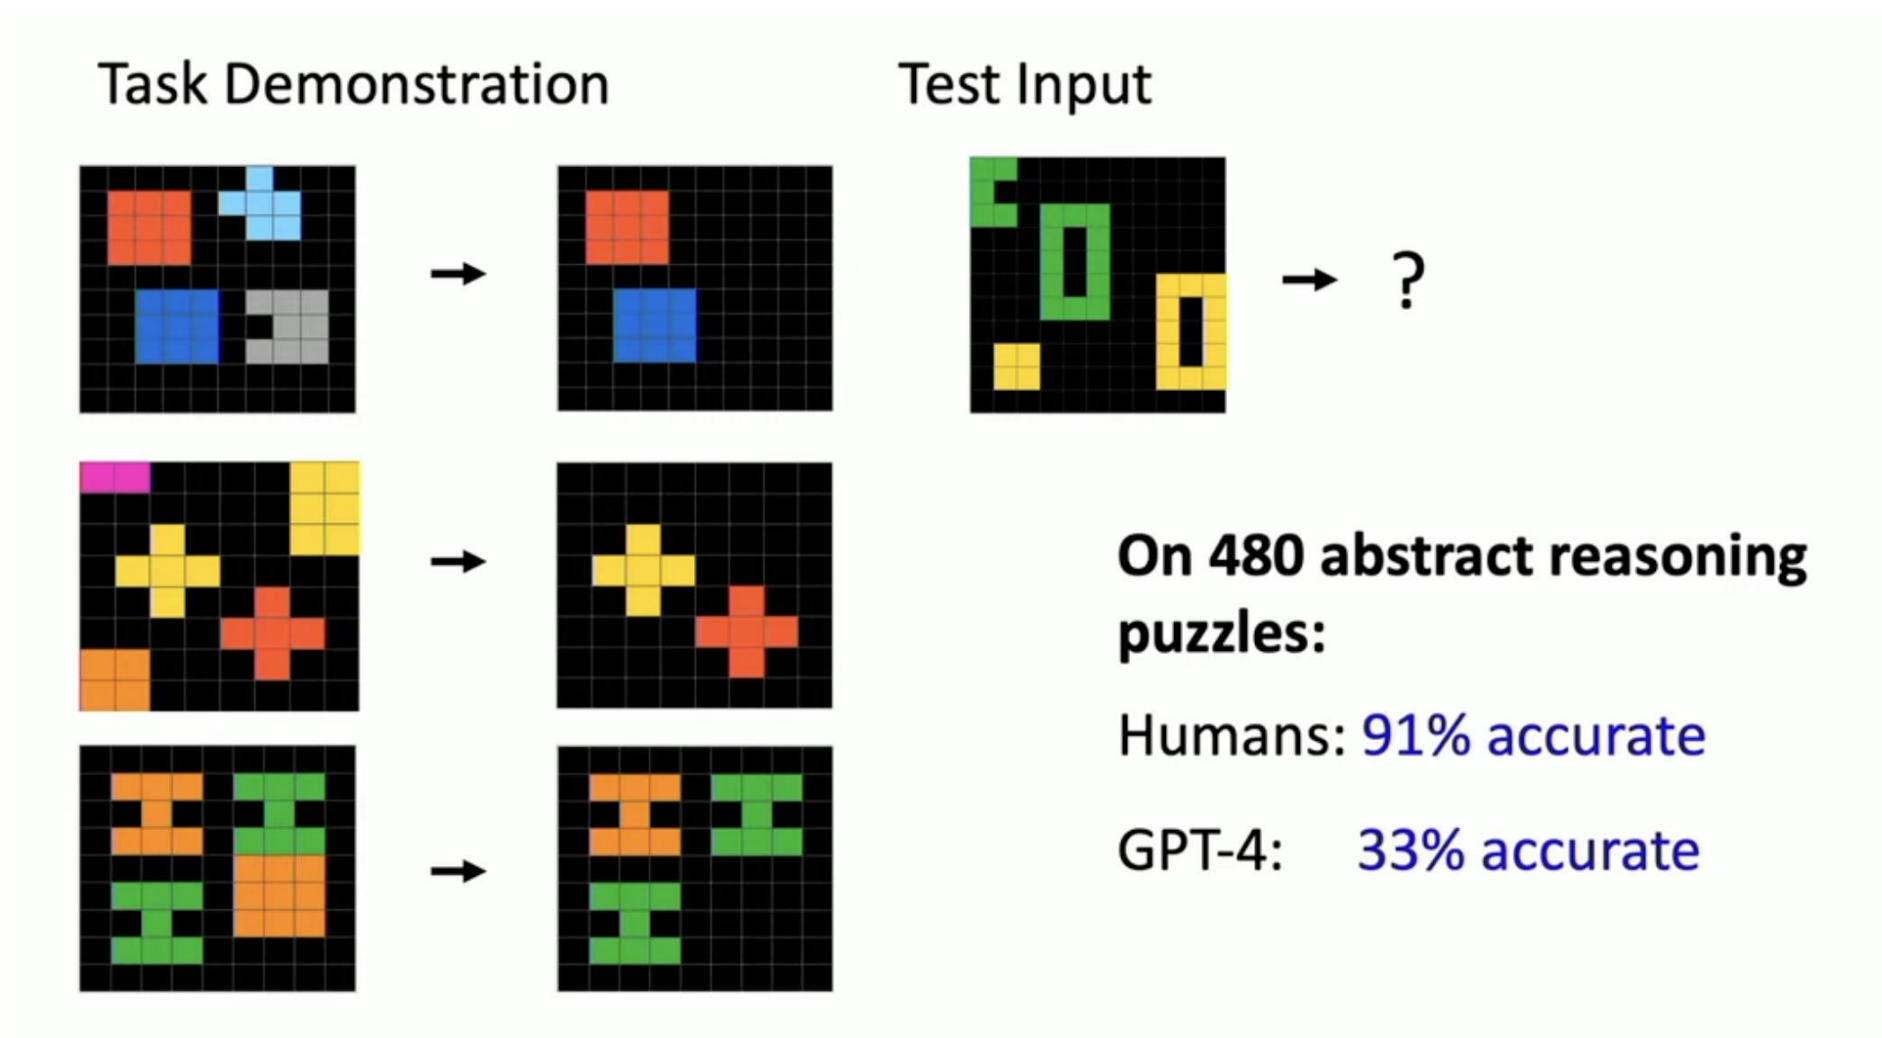 Task Demonstration
Test Input
?
On 480 abstract reasoning
puzzles:
Humans: 91% accurate
GPT-4: 33% accurate